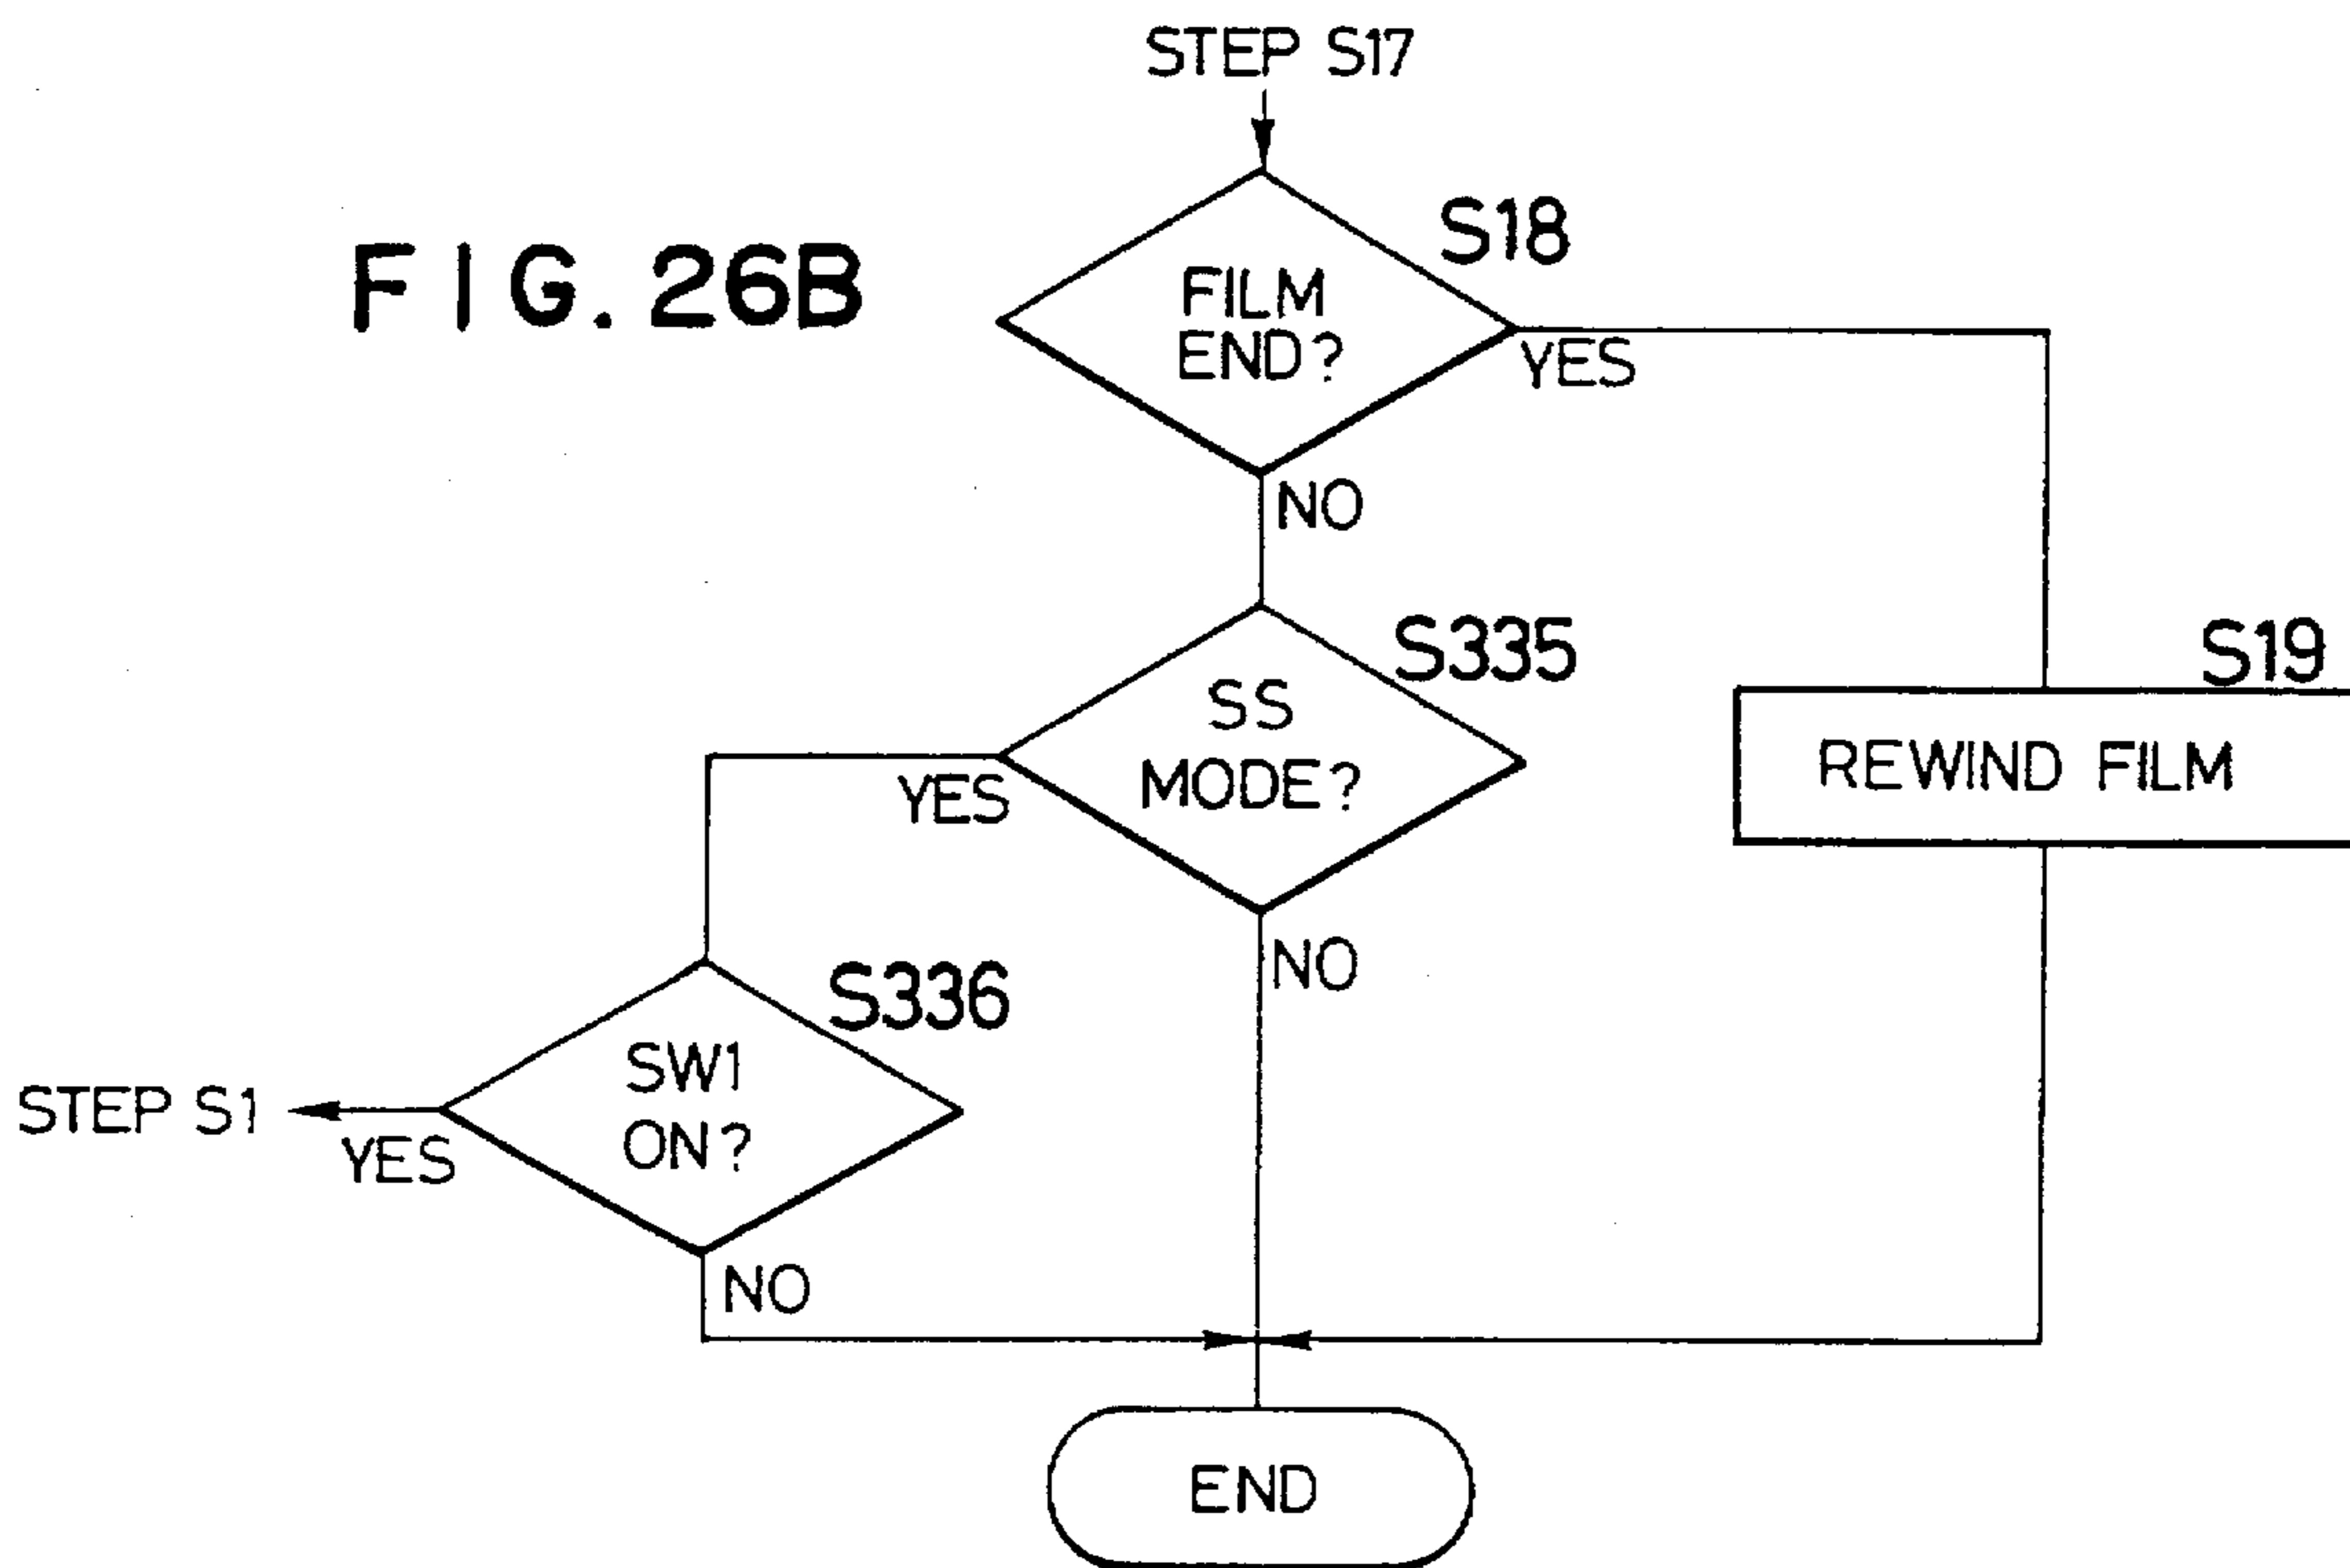 STEP S17
FIG. 26B
S18
FILM
END?
YES
NO
S335
SS
MODE?
YES
NO
S19
REWIND FILM
S336
SW1
ON?
STEP S1
YES
NO
END